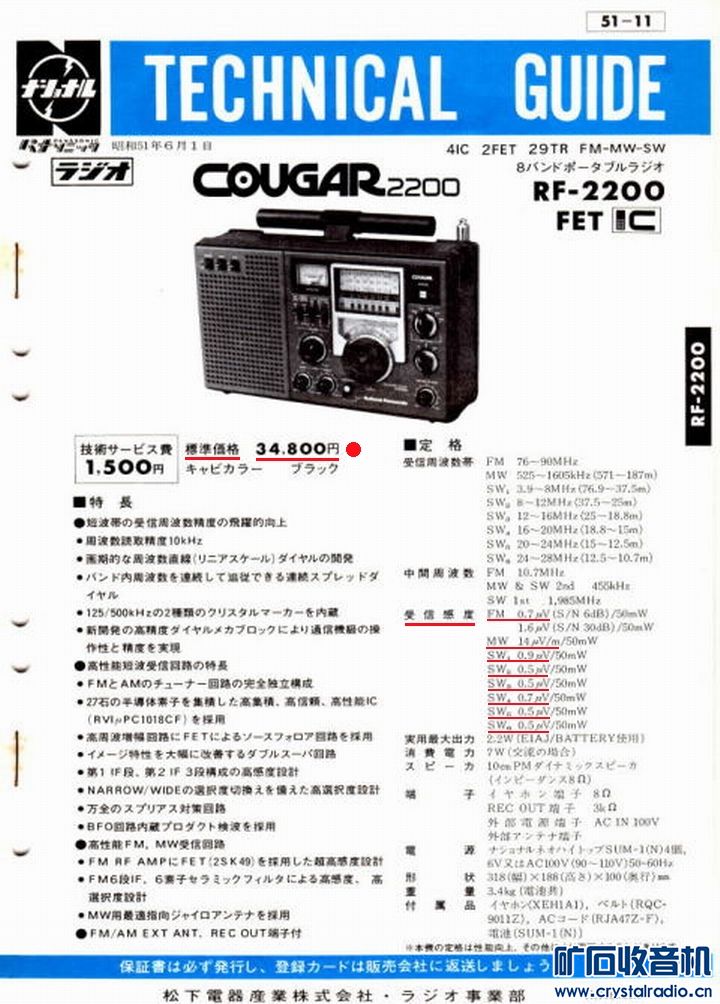 51-11
ナショナル
TECHNICAL GUIDE
PANASONIC
パナソニック
昭和51年6月1日
4IC 2FET 29TR FM-MW-SW
ラジオ
8バンドポータブルラジオ
COUGAR 2200
RF-2200
FET IC
COUGAR
National Panasonic
RF-2200
技術サービス費
1,500円
標準価格 34.800円
キャビカラー ブラック
■特 長
●短波帯の受信周波数精度の飛躍的向上
•周波数読取精度10kHz
•画期的な周波数直線(リニアスケール)ダイヤルの開発
•バンド内周波数を連続して追従できる連続スプレッドダ
イヤル
•125/500kHzの2種類のクリスタルマーカーを内蔵
•新開発の高精度ダイヤルメカブロックにより通信機級の操
作性と精度を実現
●高性能短波受信回路の特長
•FMとAMのチューナー回路の完全独立構成
•27石の半導体素子を集積した高集積、高信頼、高性能IC
(RVIμPC1018CF)を採用
•高周波増幅回路にFETによるソースフォロア回路を採用
•イメージ特性を大幅に改善するダブルスーパ回路
•第1 IF段、第2 IF 3段構成の高感度設計
•NARROW/WIDEの選択度切換えを備えた高選択度設計
•万全のスプリアス対策回路
•BFO回路内蔵プロダクト検波を採用
●高性能FM, MW受信回路
•FM RF AMPにFET(2SK49)を採用した超高感度設計
•FM6段IF、6素子セラミックフィルタによる高感度、高
選択度設計
•MW用最適指向ジャイロアンテナを採用
●FM/AM EXT ANT、REC OUT端子付
■定 格
受信周波数帯 FM 76~90MHz
MW 525~1605kHz(571~187m)
SW₁ 3.9~8MHz(76.9~37.5m)
SW₂ 8~12MHz(37.5~25m)
SW₃ 12~16MHz(25~18.8m)
SW₄ 16~20MHz(18.8~15m)
SW₅ 20~24MHz(15~12.5m)
SW₆ 24~28MHz(12.5~10.7m)
中間周波数 FM 10.7MHz
MW & SW 2nd 455kHz
SW 1st 1,985MHz
受信感度 FM 0.7μV(S/N 6dB)/50mW
1.6μV(S/N 30dB)/50mW
MW 14μV/m/50mW
SW₁ 0.9μV/50mW
SW₂ 0.5μV/50mW
SW₃ 0.5μV/50mW
SW₄ 0.7μV/50mW
SW₅ 0.5μV/50mW
SW₆ 0.5μV/50mW
実用最大出力 2.2W(EIAJ/BATTERY使用)
消費電力 7W(交流の場合)
スピーカ 10cmPMダイナミックスピーカ
(インピーダンス8Ω)
端子 イヤホン端子 8Ω
REC OUT端子 3kΩ
外部電源端子 AC IN 100V
外部アンテナ端子
電源 ナショナルネオハイトップSUM-1(N)4個,
6V又はAC100V(90~110V)50-60Hz
形状 318(幅)×188(高さ)×100(奥行)mm
重量 3.4kg(電池共)
付属品 イヤホン(XEH1A1), ベルト(RQC-
9011Z), ACコード(RJA47Z-F),
電池(SUM-1(N))
※本機の定格は性能向上、その他に
保証書は必ず発行し、登録カードは販売会社に返送しましょう
松下電器産業株式会社・ラジオ事業部
矿石收音机
www.crystalradio.cn